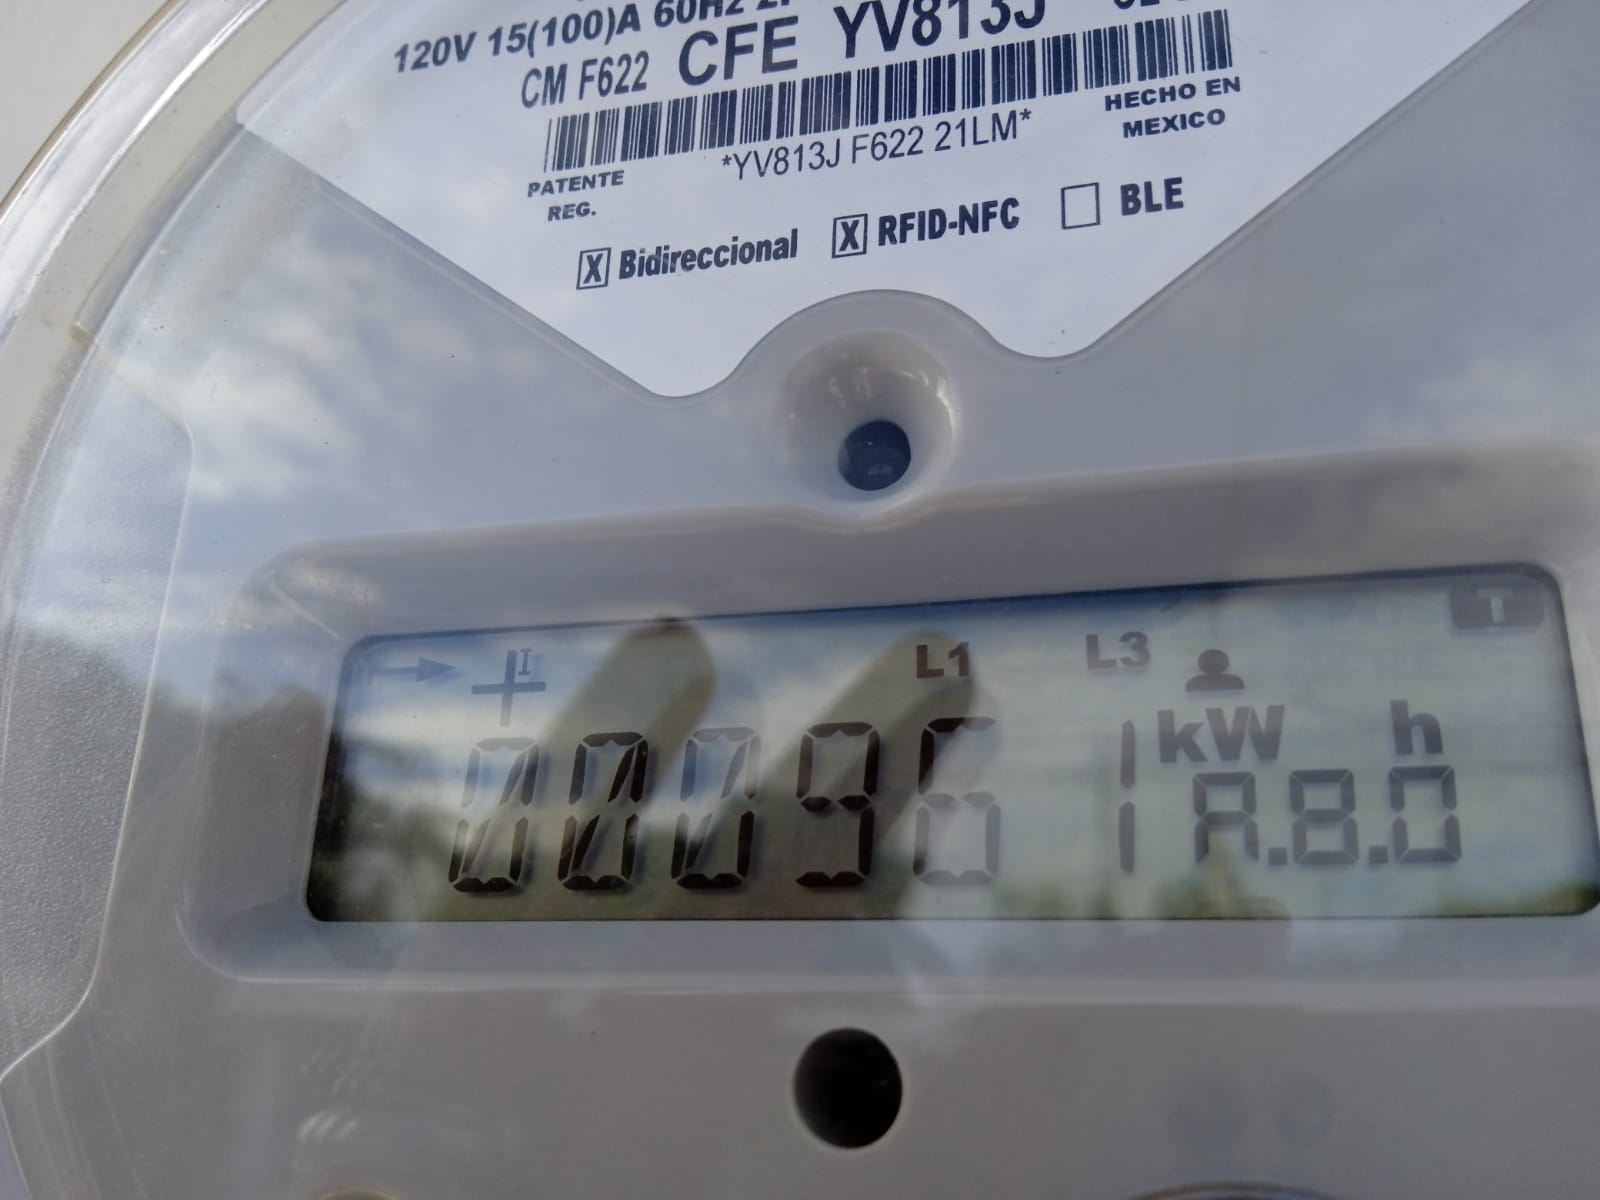 120V 15(100)A 60Hz
CM F622 CFE YV813J
*YV813J F622 21LM*
HECHO EN
MEXICO
PATENTE
REG.
X Bidireccional X RFID-NFC BLE
I L1 L3 T
kW h
000961 A.8.0